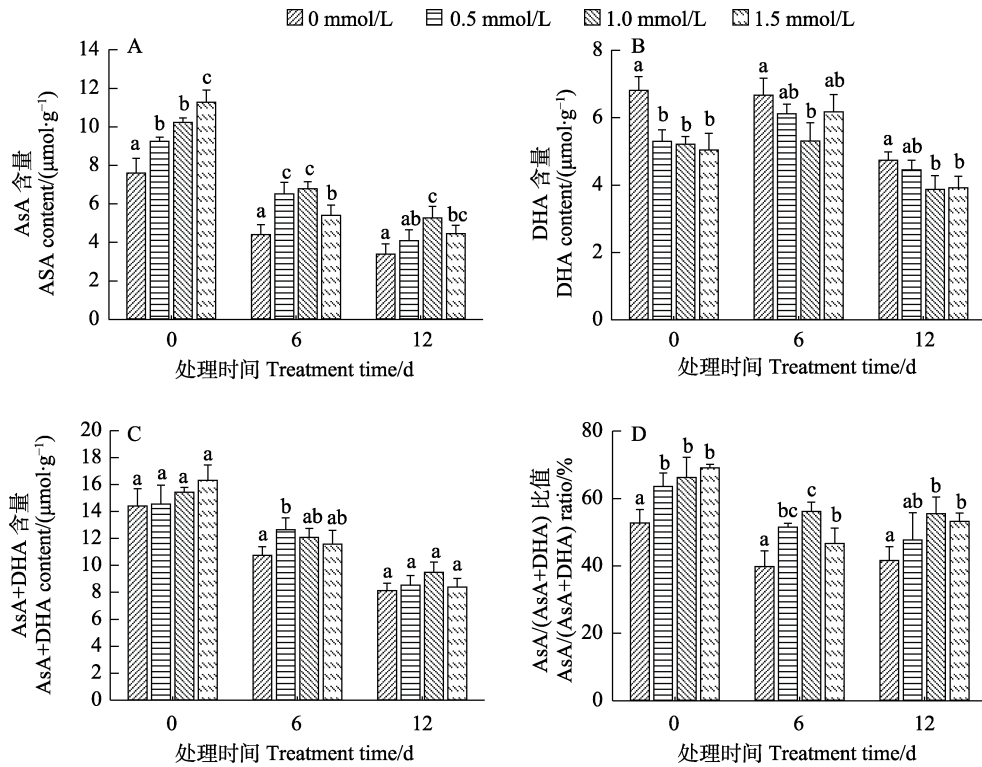 0 mmol/L 0.5 mmol/L 1.0 mmol/L 1.5 mmol/L
A
AsA 含量
ASA content/(μmol·g⁻¹)
14
12
10
8
6
4
2
0
a b b c
a c c b
a ab c bc
0 6 12
处理时间 Treatment time/d
B
DHA 含量
DHA content/(μmol·g⁻¹)
8
6
4
2
0
a b b b
a ab b ab
a ab b b
0 6 12
处理时间 Treatment time/d
C
AsA+DHA 含量
AsA+DHA content/(μmol·g⁻¹)
20
18
16
14
12
10
8
6
4
2
0
a a a a
a b ab ab
a a a a
0 6 12
处理时间 Treatment time/d
D
AsA/(AsA+DHA) 比值
AsA/(AsA+DHA) ratio/%
80
60
40
20
0
a b b b
a bc c b
a ab b b
0 6 12
处理时间 Treatment time/d